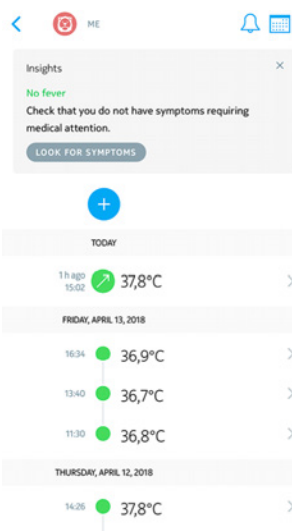 ME
Insights
No fever
Check that you do not have symptoms requiring
medical attention.
LOOK FOR SYMPTOMS
TODAY
1 h ago
15:02
37,8°C
FRIDAY, APRIL 13, 2018
16:34 36,9°C
13:40 36,7°C
11:30 36,8°C
THURSDAY, APRIL 12, 2018
14:26 37,8°C